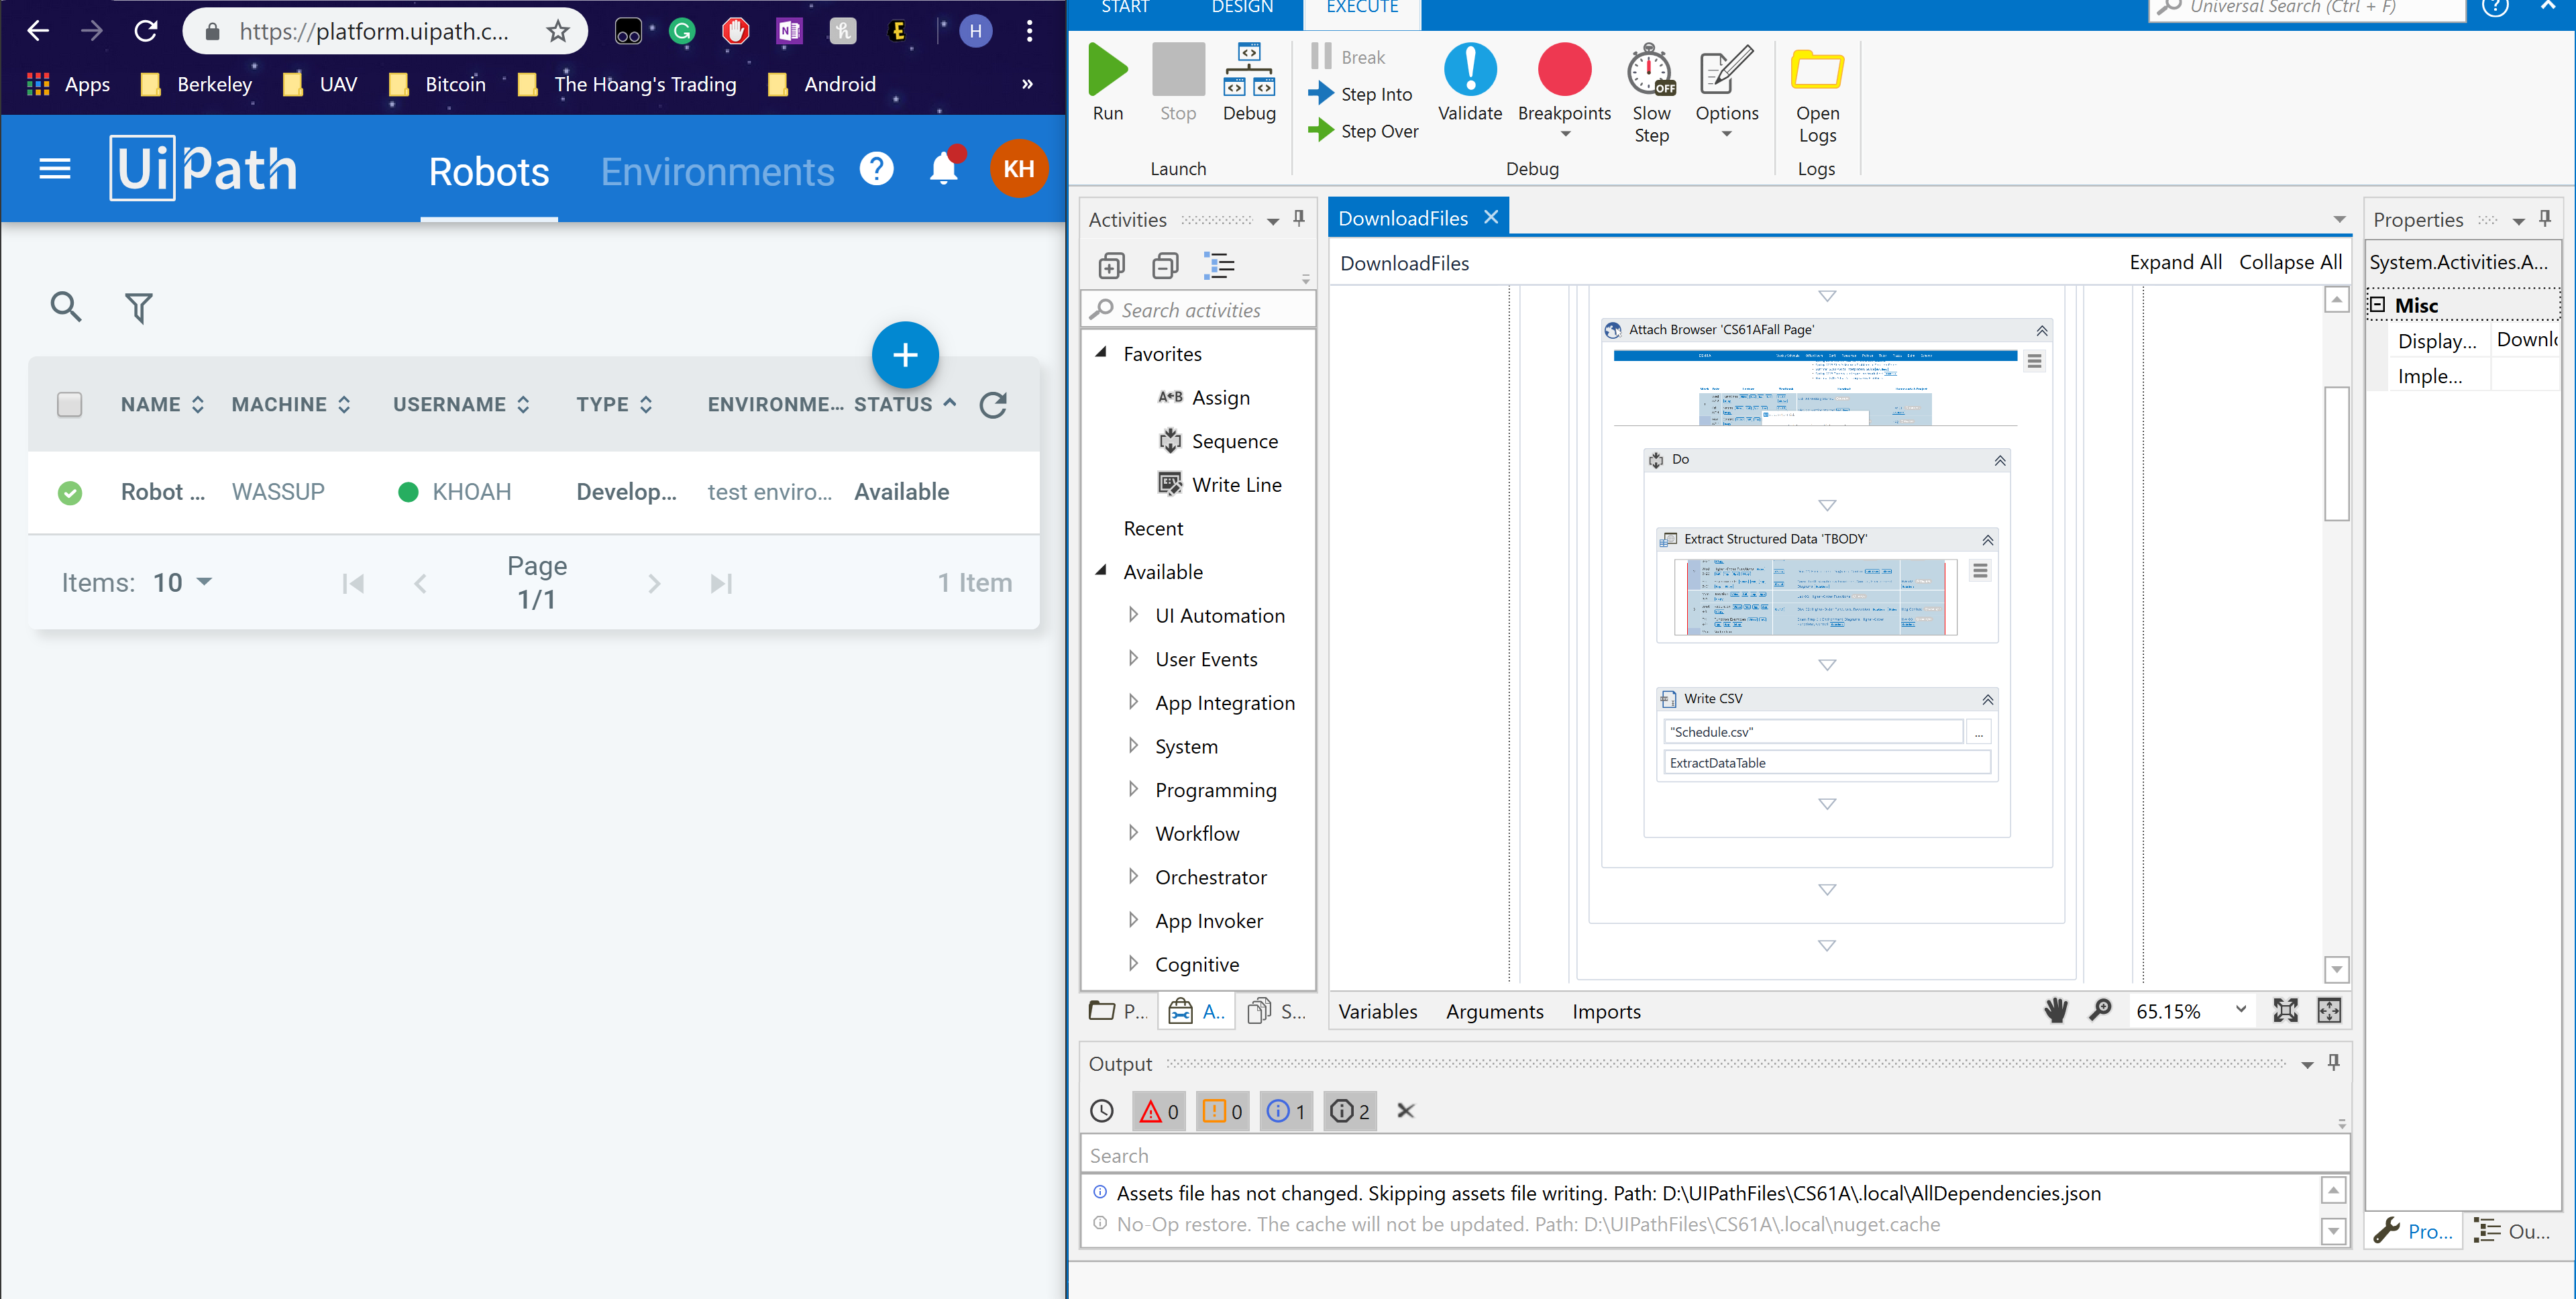 https://platform.uipath.c...
H
Apps
Berkeley
UAV
Bitcoin
The Hoang's Trading
Android
»
UiPath
Robots
Environments
KH
NAME
MACHINE
USERNAME
TYPE
ENVIRONME...
STATUS
Robot ...
WASSUP
KHOAH
Develop...
test enviro...
Available
Items: 10
Page
1/1
1 Item
START
DESIGN
EXECUTE
Universal Search (Ctrl + F)
Run
Stop
Debug
Launch
Break
Step Into
Step Over
Validate
Breakpoints
OFF
Slow
Step
Options
Debug
Open
Logs
Logs
Activities
Search activities
Favorites
A+B Assign
Sequence
Write Line
Recent
Available
UI Automation
User Events
App Integration
System
Programming
Workflow
Orchestrator
App Invoker
Cognitive
P...
A..
S...
DownloadFiles
DownloadFiles
Expand All
Collapse All
Attach Browser 'CS61AFall Page'
Do
Extract Structured Data 'TBODY'
Write CSV
"Schedule.csv"
...
ExtractDataTable
Variables
Arguments
Imports
65.15%
Properties
System.Activities.A...
Misc
Display...
Downl
Imple...
Output
0
0
1
2
Search
Assets file has not changed. Skipping assets file writing. Path: D:\UIPathFiles\CS61A\.local\AllDependencies.json
No-Op restore. The cache will not be updated. Path: D:\UIPathFiles\CS61A\.local\nuget.cache
Pro...
Ou...